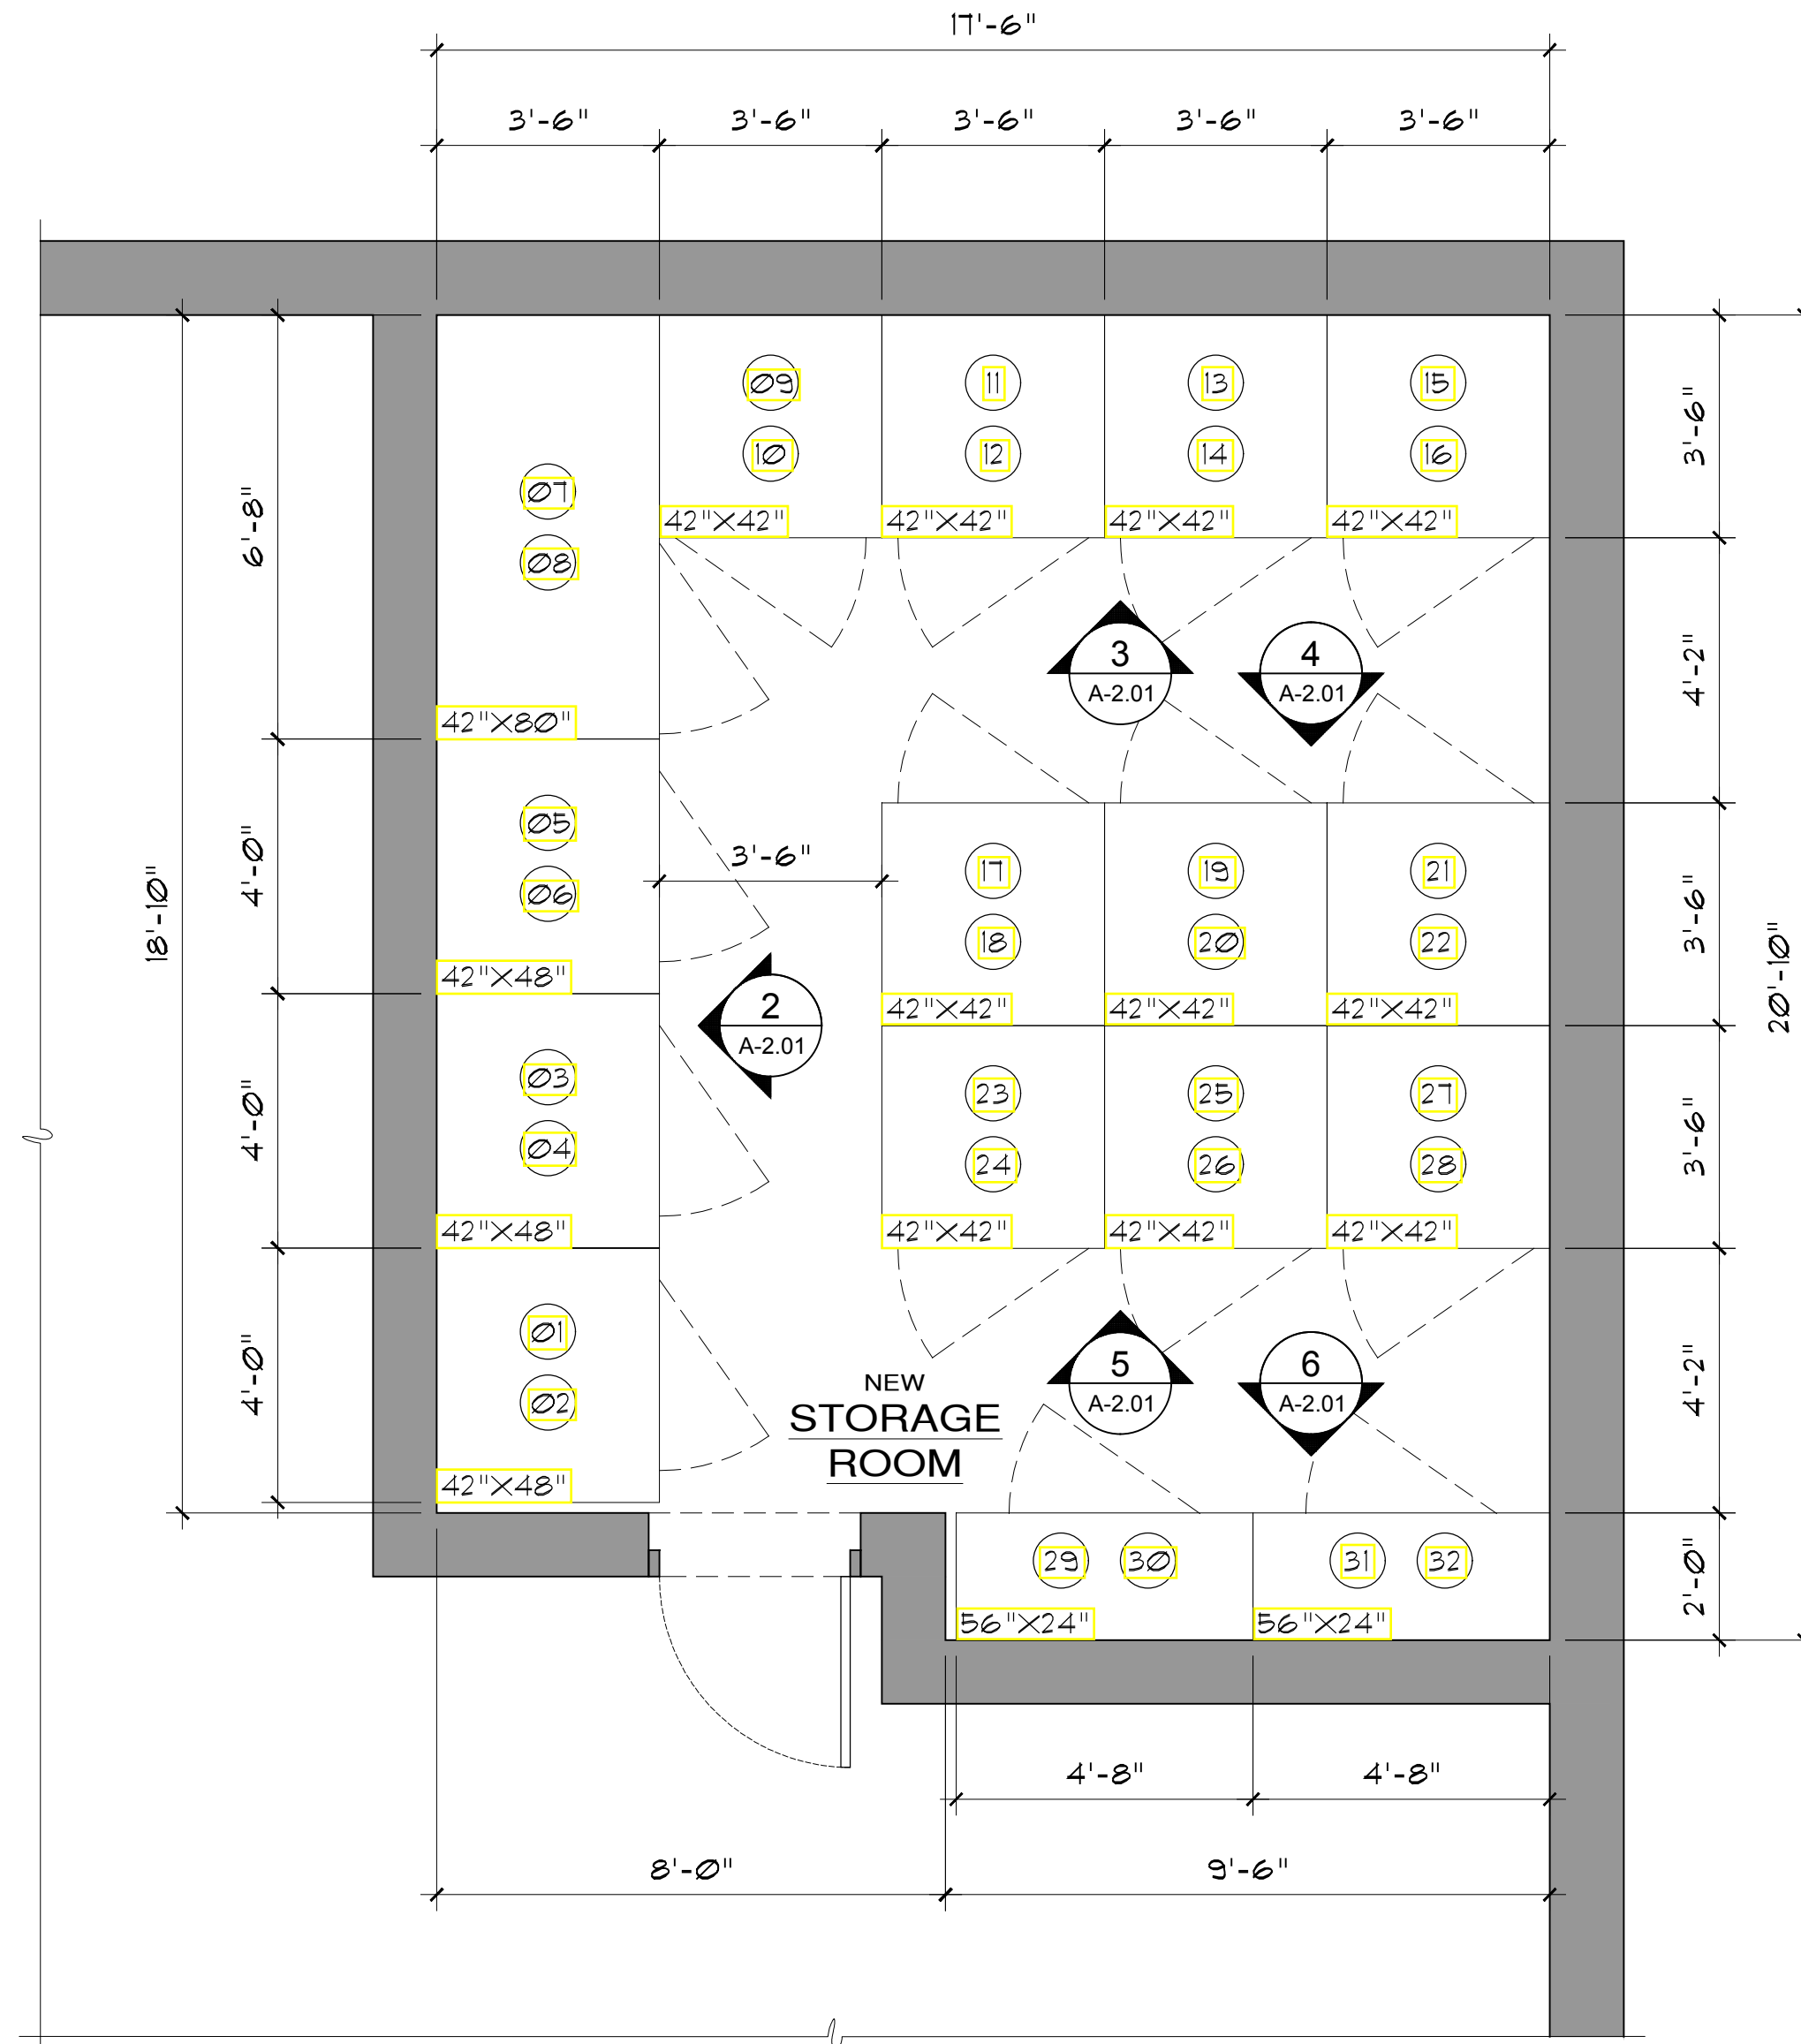 17'-6"
3'-6" 3'-6" 3'-6" 3'-6" 3'-6"
09 11 13 15
10 12 14 16
42"X42" 42"X42" 42"X42" 42"X42"
3'-6"
6'-8"
07
08
42"X80"
3
A-2.01
4
A-2.01
4'-2"
18'-10"
4'-0"
05
06
42"X48"
3'-6"
17 19 21
18 20 22
42"X42" 42"X42" 42"X42"
3'-6"
20'-10"
2
A-2.01
4'-0"
03
04
42"X48"
23 25 27
24 26 28
42"X42" 42"X42" 42"X42"
3'-6"
4'-0"
01
02
42"X48"
NEW
STORAGE
ROOM
5
A-2.01
6
A-2.01
4'-2"
29 30 31 32
56"X24" 56"X24"
2'-0"
4'-8" 4'-8"
8'-0" 9'-6"